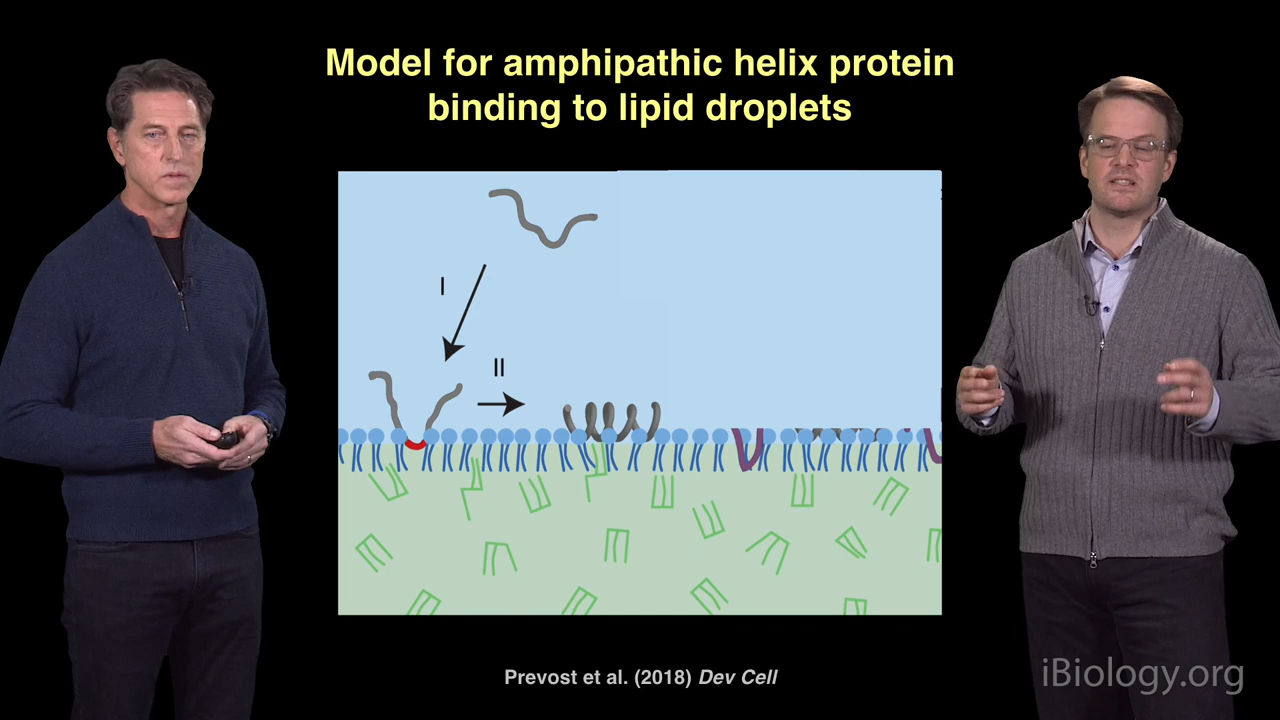 Model for amphipathic helix protein
binding to lipid droplets
I
II
Prevost et al. (2018) Dev Cell
iBiology.org